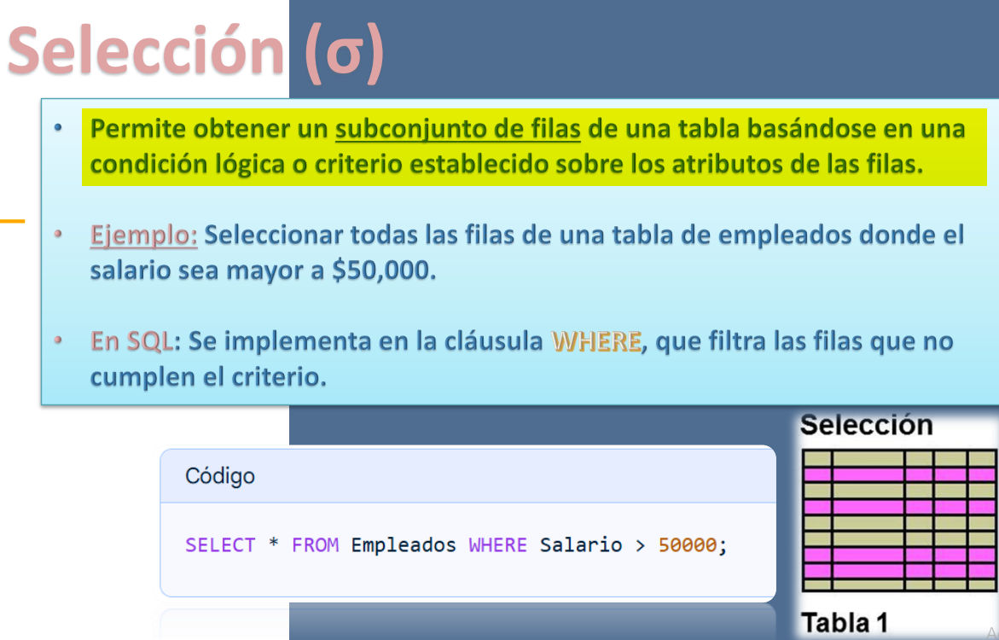 Selección (σ)
• Permite obtener un subconjunto de filas de una tabla basándose en una
condición lógica o criterio establecido sobre los atributos de las filas.
• Ejemplo: Seleccionar todas las filas de una tabla de empleados donde el
salario sea mayor a $50,000.
• En SQL: Se implementa en la cláusula WHERE, que filtra las filas que no
cumplen el criterio.
Código
SELECT * FROM Empleados WHERE Salario > 50000;
Selección
Tabla 1
A